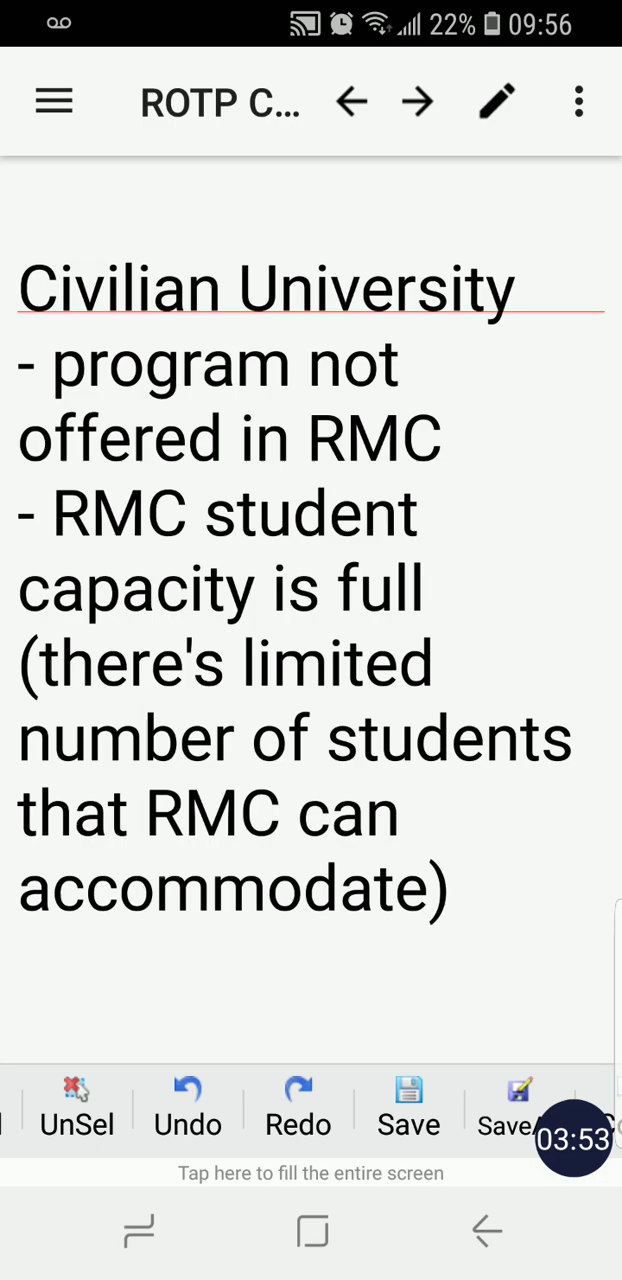 22% 09:56
ROTP C...
Civilian University
- program not
offered in RMC
- RMC student
capacity is full
(there's limited
number of students
that RMC can
accommodate)
UnSel Undo Redo Save Save
03:53
Tap here to fill the entire screen